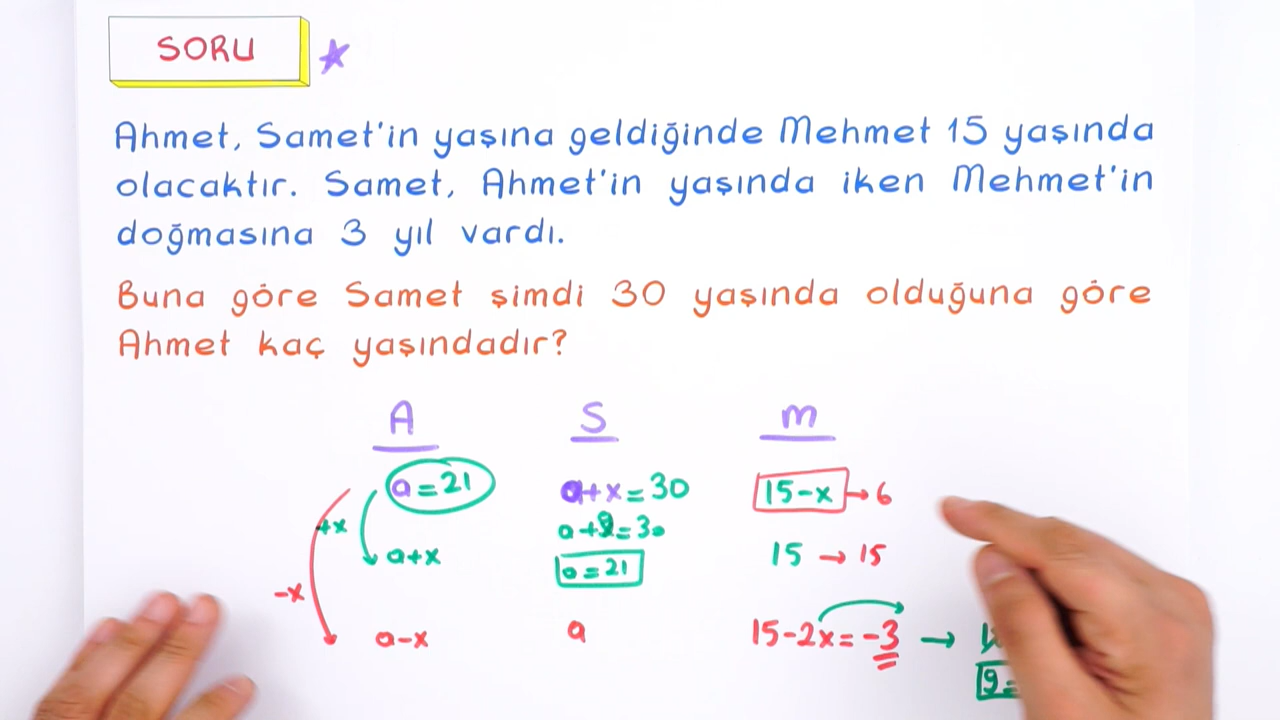 SORU
Ahmet, Samet'in yaşına geldiğinde Mehmet 15 yaşında
olacaktır. Samet, Ahmet'in yaşında iken Mehmet'in
doğmasına 3 yıl vardı.
Buna göre Samet şimdi 30 yaşında olduğuna göre
Ahmet kaç yaşındadır?
A S M
a=21 a+x=30 15-x→6
+x a+9=30
a+x a=21 15→15
-x
a-x a 15-2x=-3→
9=